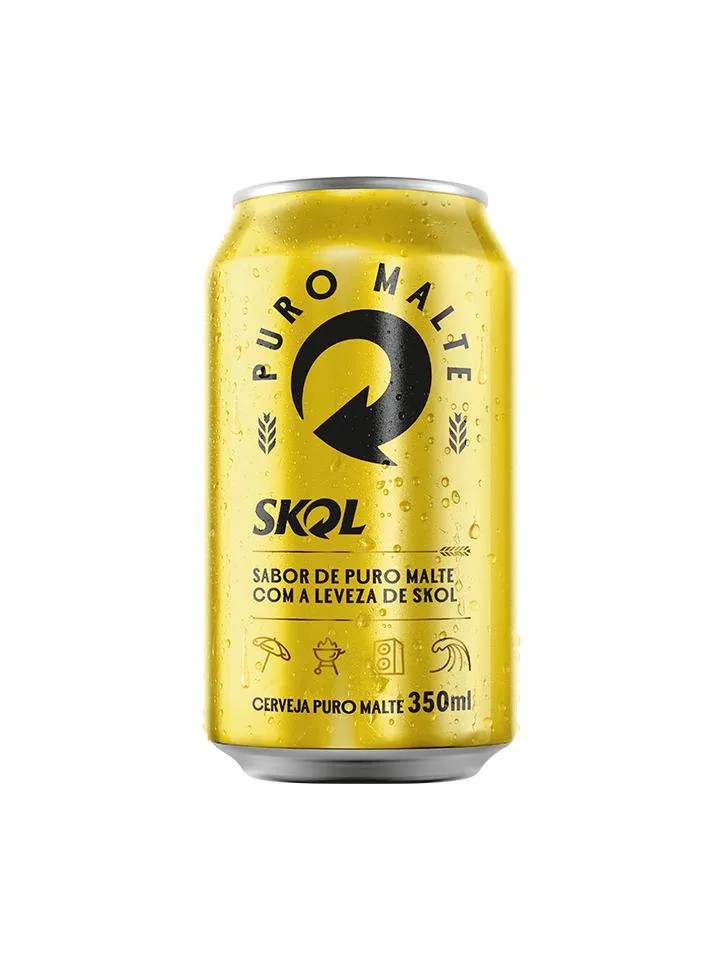 PURO MALTE
SKOL
SABOR DE PURO MALTE
COM A LEVEZA DE SKOL
CERVEJA PURO MALTE 350ml